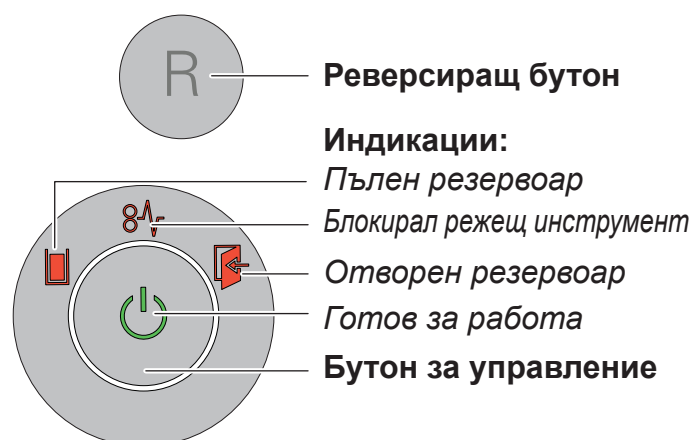 R
Реверсиращ бутон
Индикации:
Пълен резервоар
Блокирал режещ инструмент
Отворен резервоар
Готов за работа
Бутон за управление